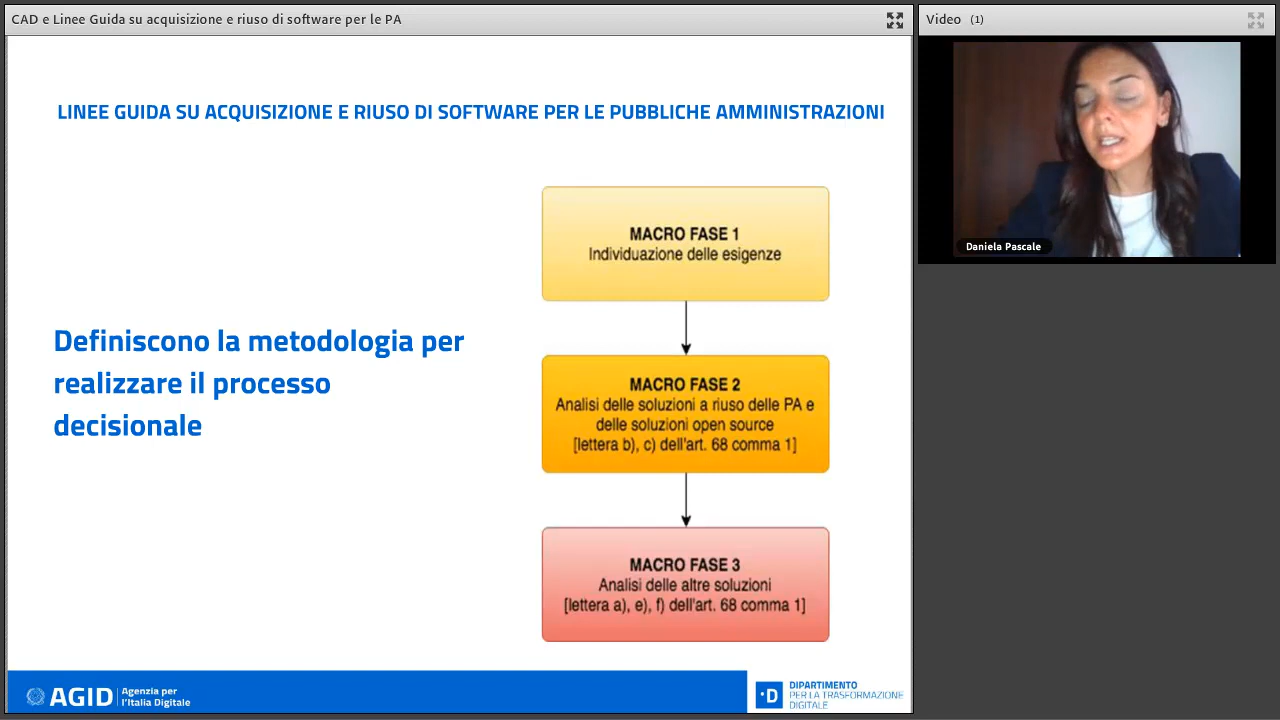 CAD e Linee Guida su acquisizione e riuso di software per le PA
Video (1)
LINEE GUIDA SU ACQUISIZIONE E RIUSO DI SOFTWARE PER LE PUBBLICHE AMMINISTRAZIONI
Definiscono la metodologia per
realizzare il processo
decisionale
MACRO FASE 1
Individuazione delle esigenze
MACRO FASE 2
Analisi delle soluzioni a riuso delle PA e
delle soluzioni open source
[lettera b), c) dell'art. 68 comma 1]
MACRO FASE 3
Analisi delle altre soluzioni
[lettera a), e), f) dell'art. 68 comma 1]
Daniela Pascale
AGID
Agenzia per
l'Italia Digitale
D
DIPARTIMENTO
PER LA TRASFORMAZIONE
DIGITALE